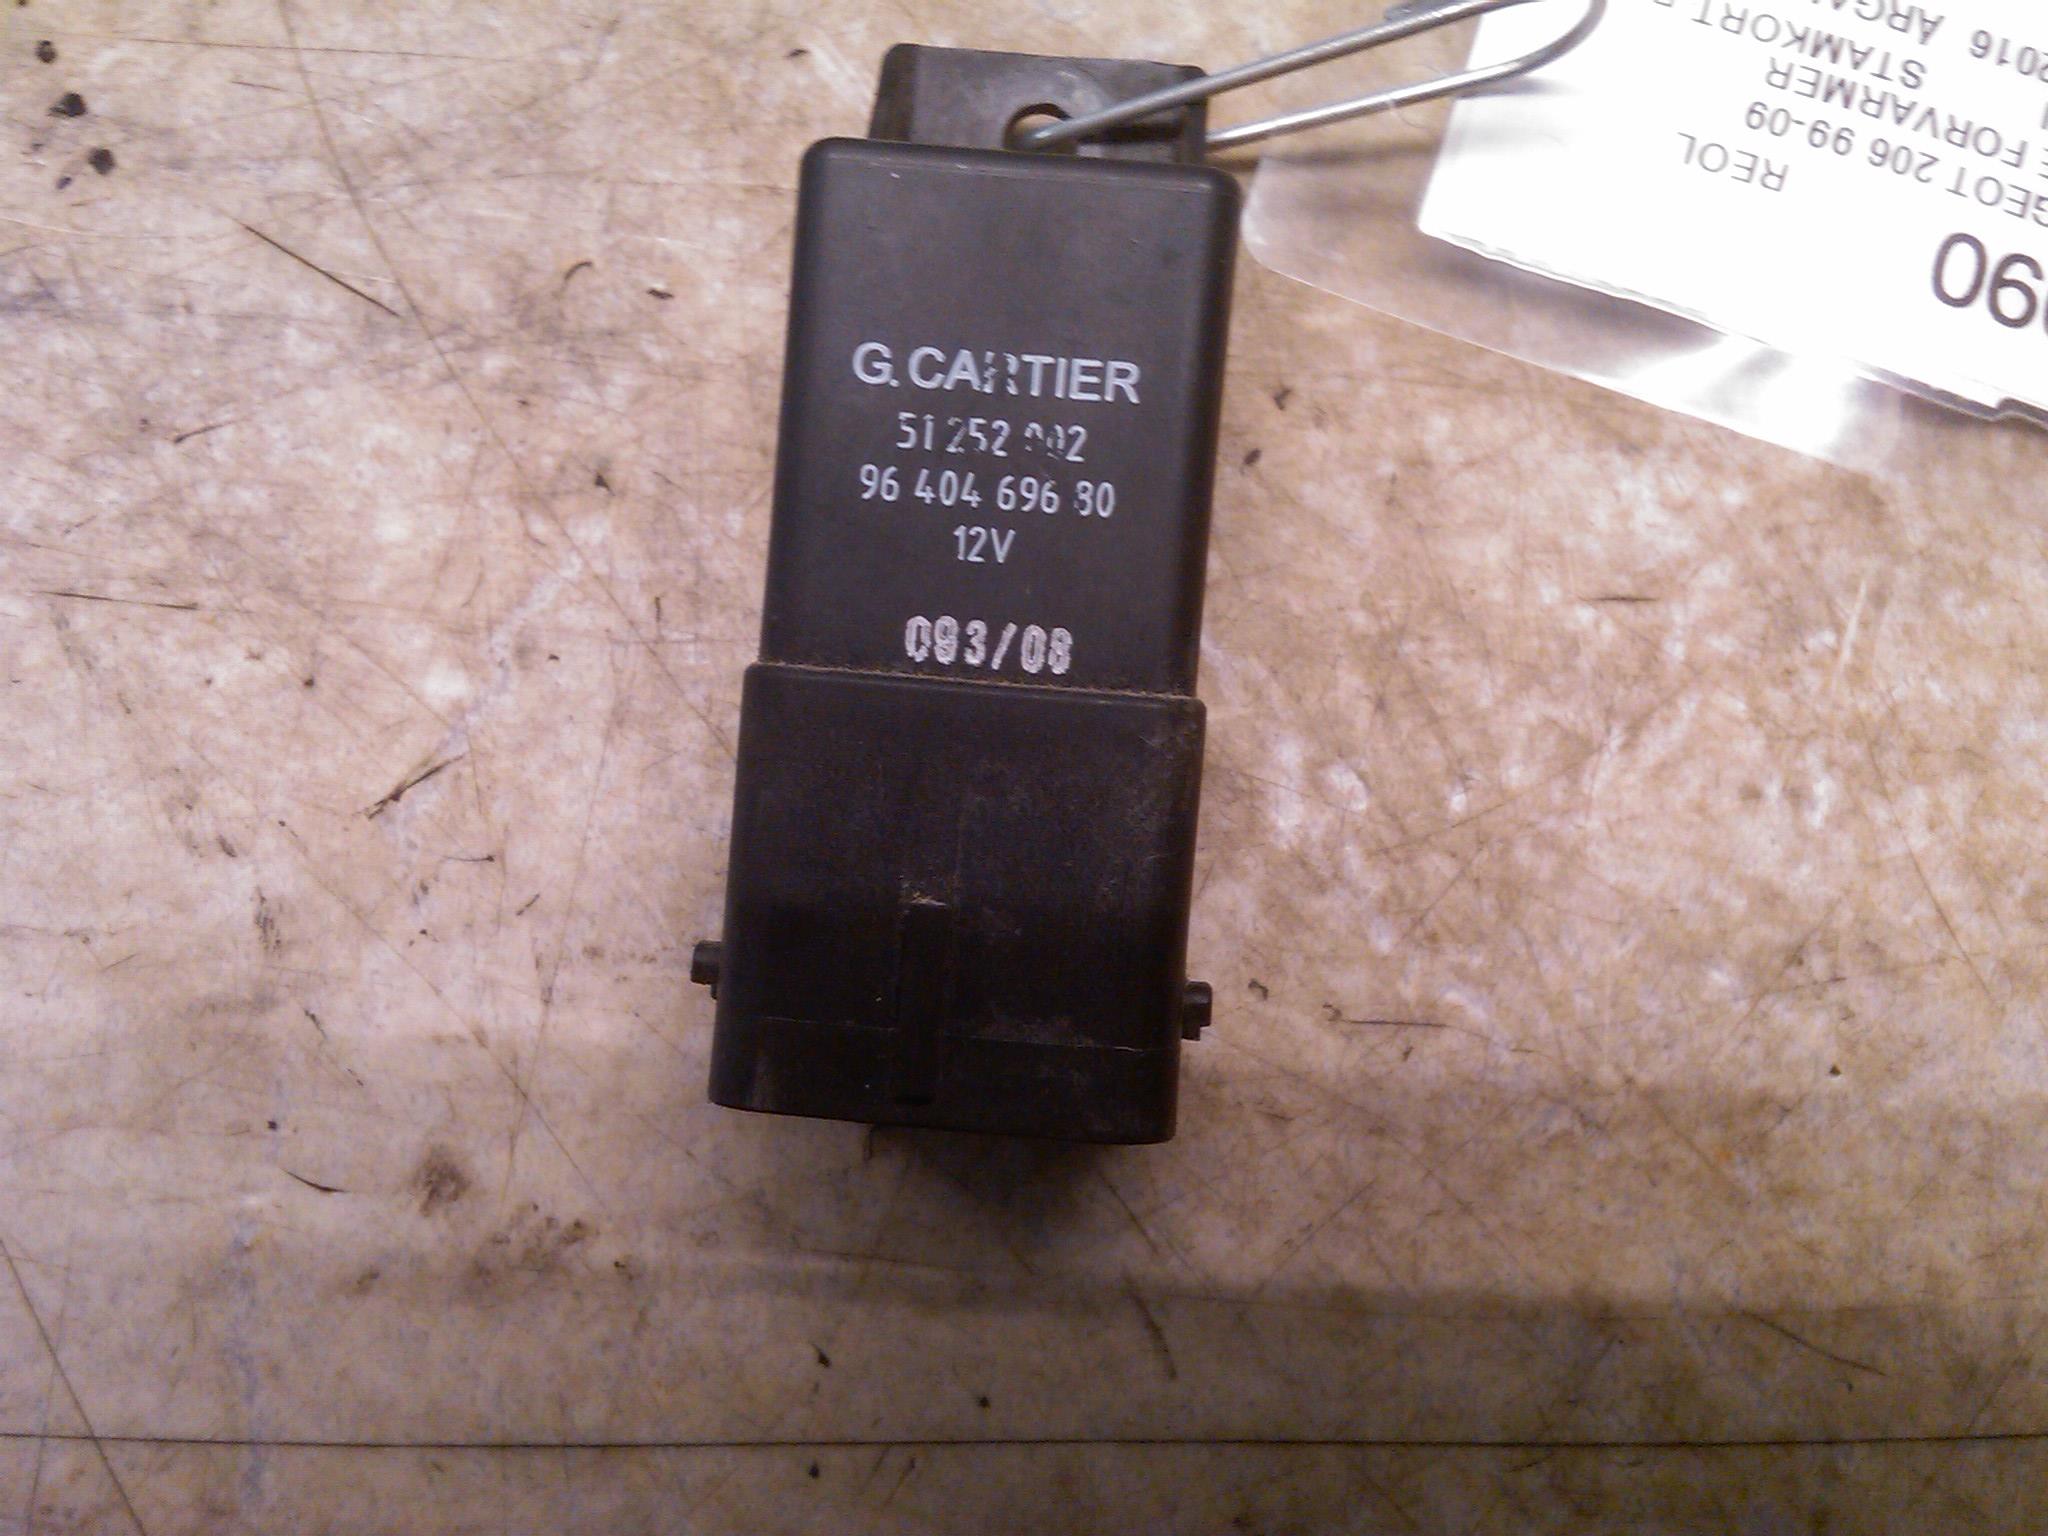 G. CARTIER
51 252 002
96 404 696 80
12V
093/08
090
GEOT 206 99-09
REOL
E FORVARMER
STAMKORT
2016 ARGA